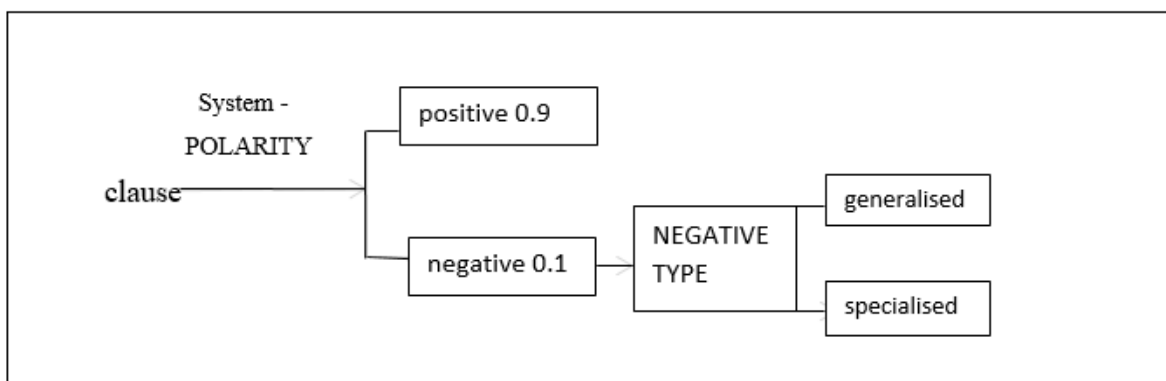 System -
POLARITY
clause
positive 0.9
negative 0.1
NEGATIVE
TYPE
generalised
specialised